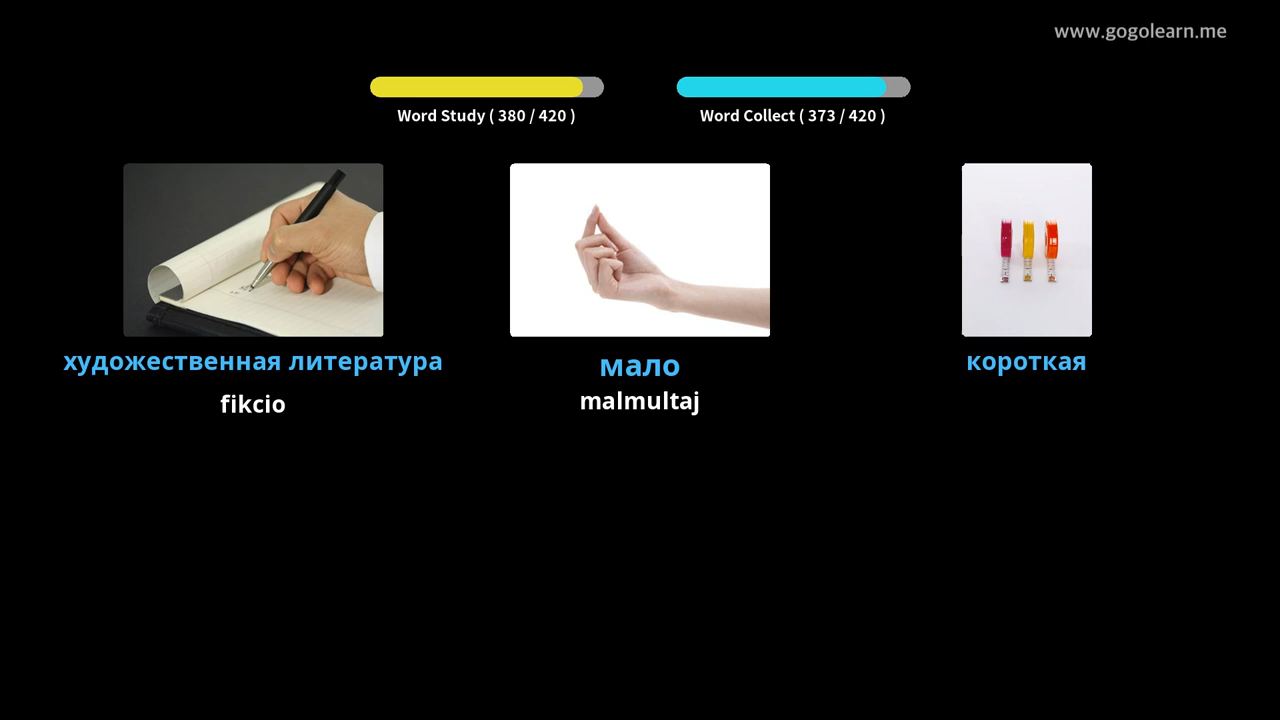 www.gogolearn.me
Word Study ( 380 / 420 )
Word Collect ( 373 / 420 )
художественная литература
мало
короткая
fikcio
malmultaj